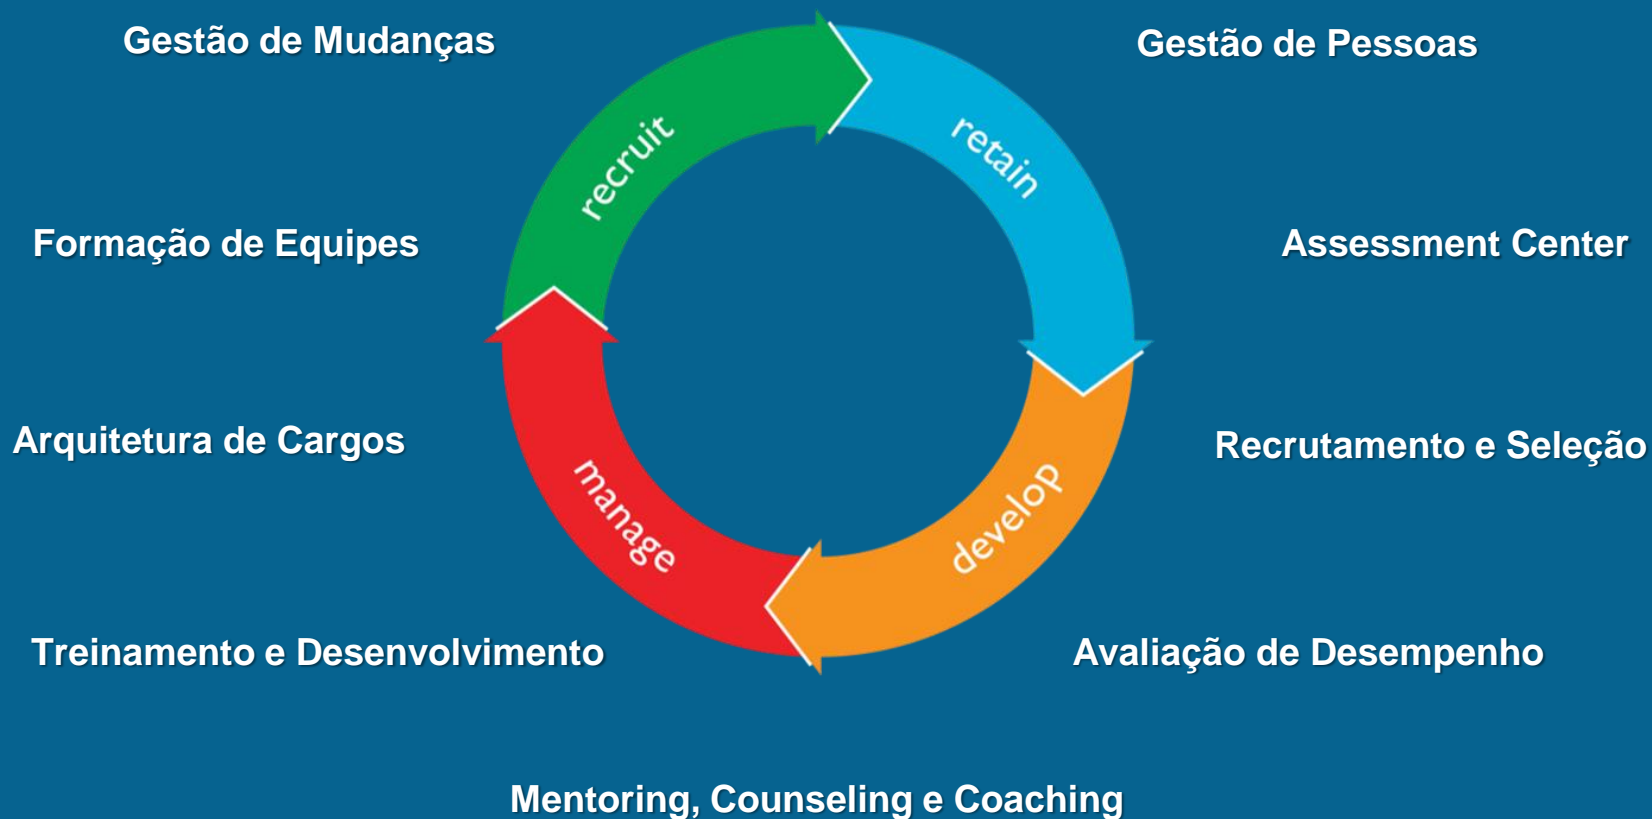 Gestão de Mudanças
Gestão de Pessoas
recruit
retain
Formação de Equipes
Assessment Center
Arquitetura de Cargos
Recrutamento e Seleção
manage
develop
Treinamento e Desenvolvimento
Avaliação de Desempenho
Mentoring, Counseling e Coaching